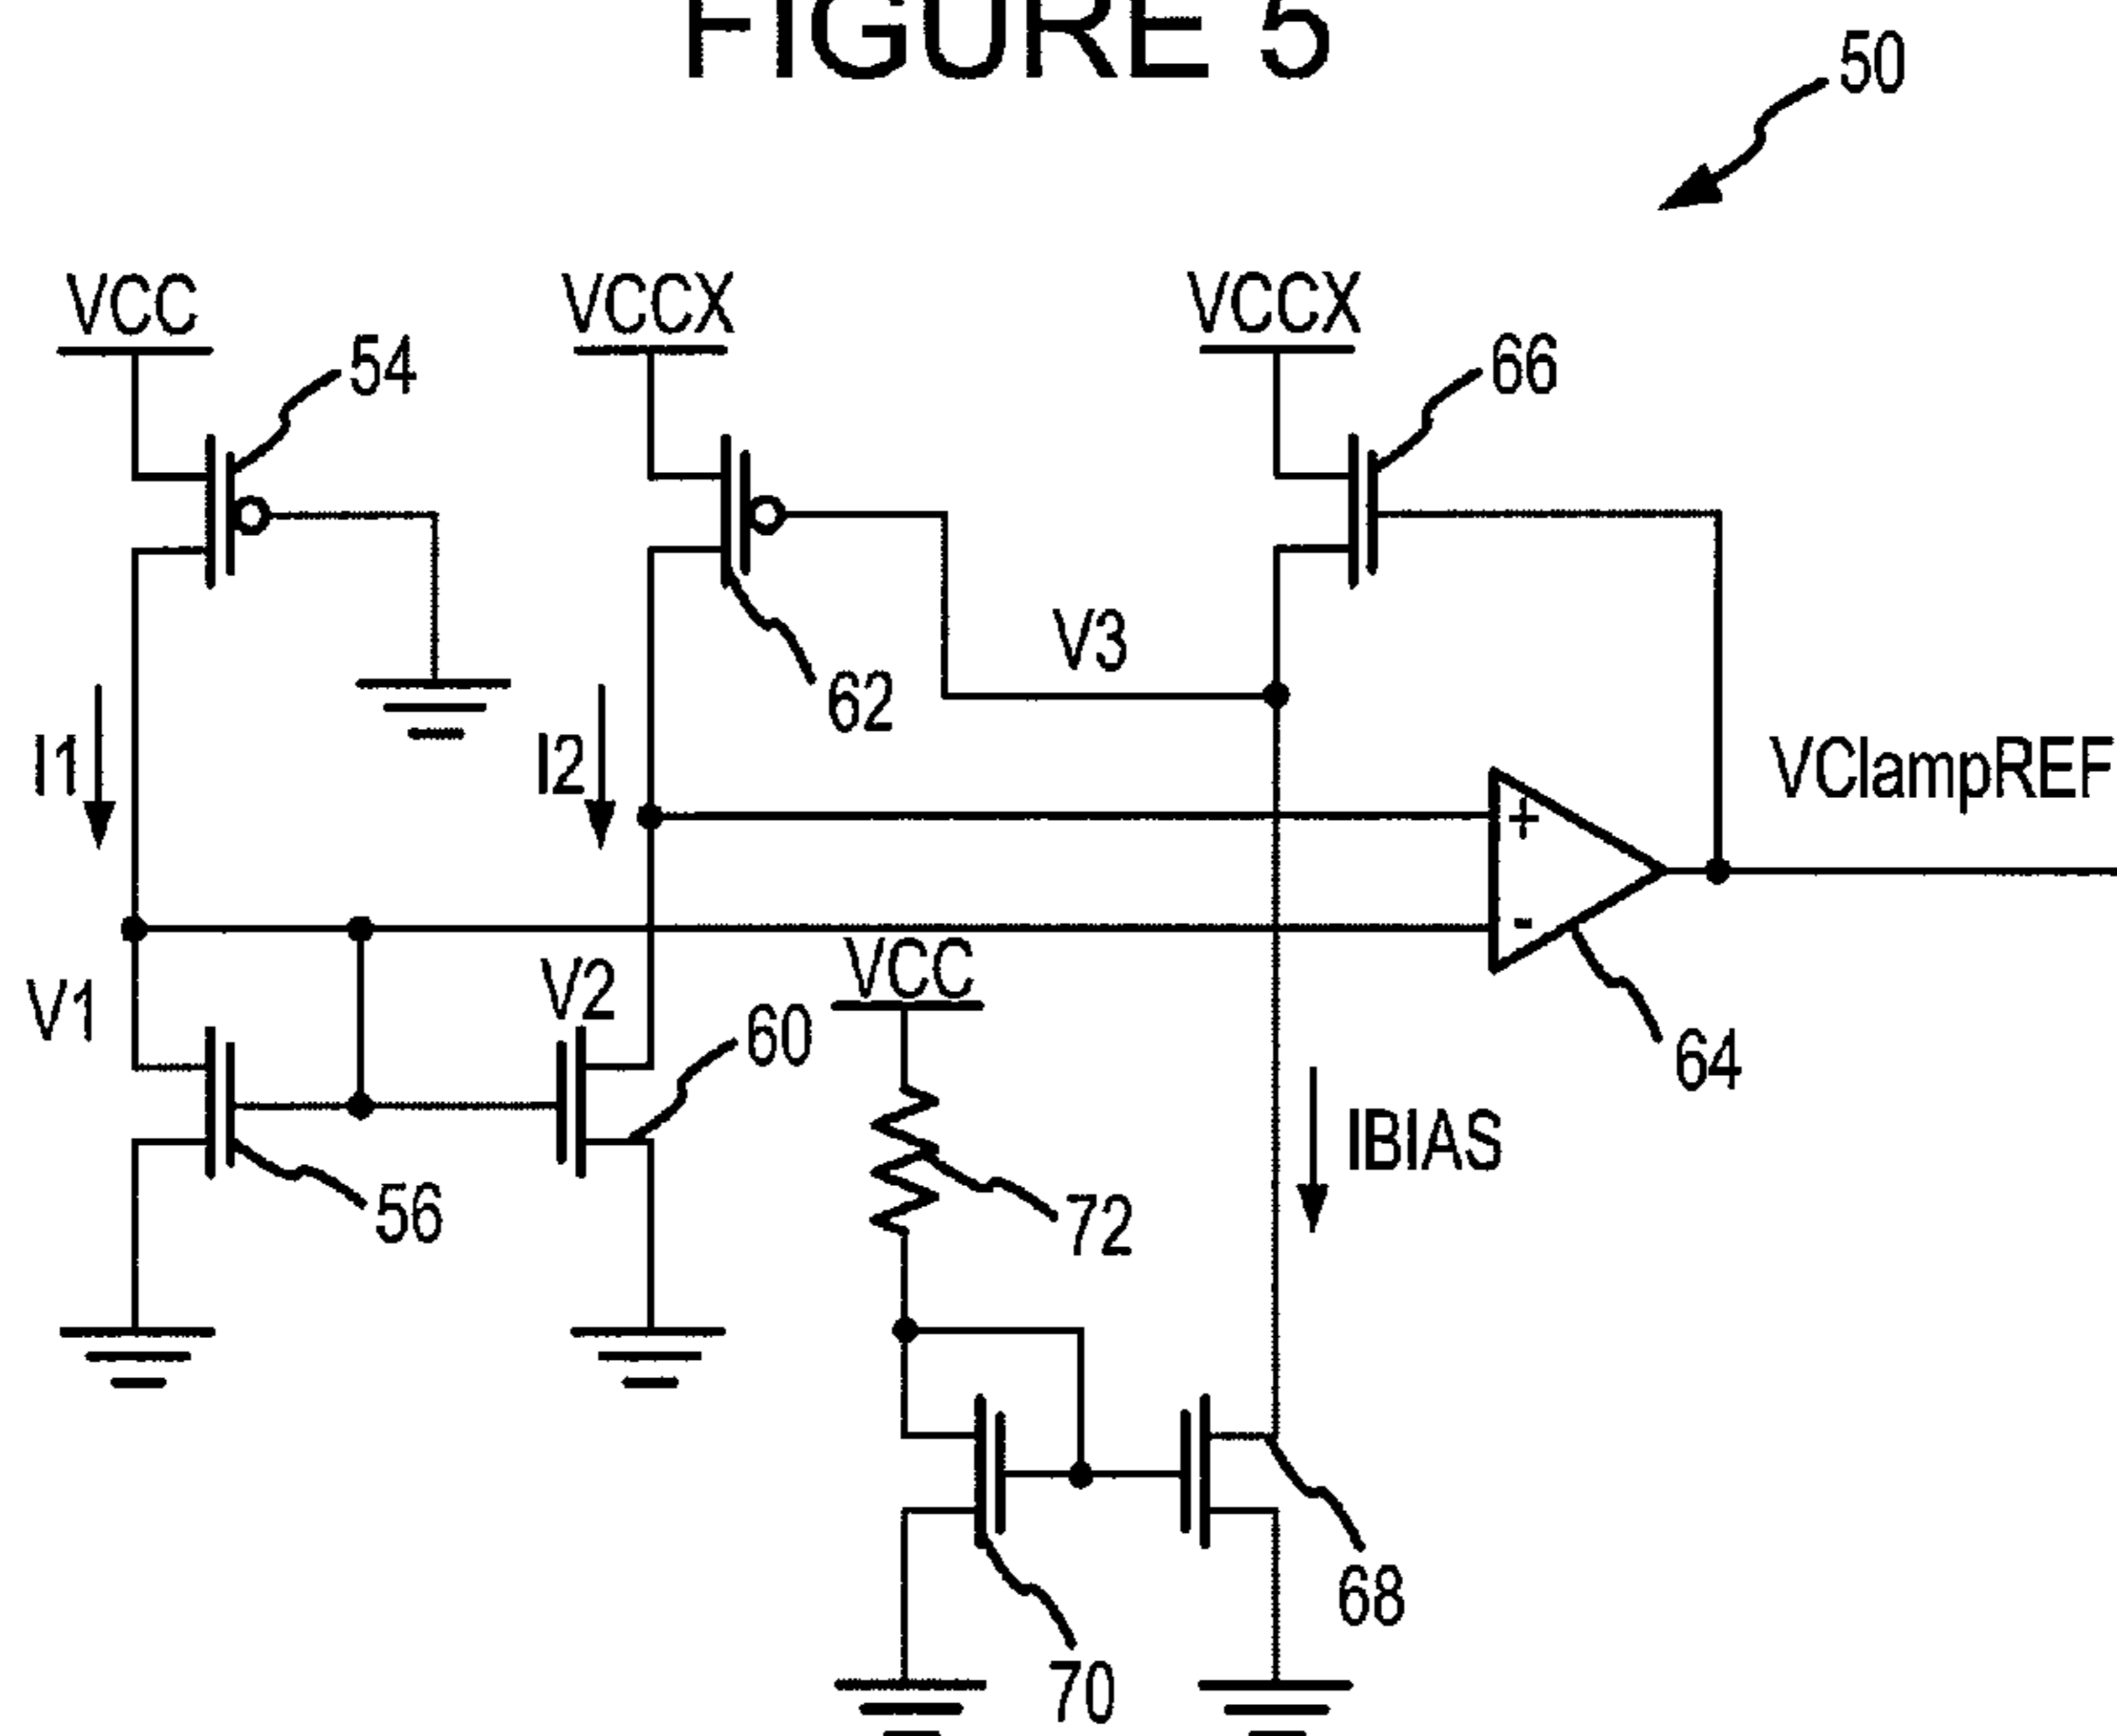 FIGURE 5
50
VCC
VCCX
VCCX
54
66
62
V3
I1
I2
VClampREF
+
-
V1
V2
VCC
60
64
IBIAS
56
72
68
70